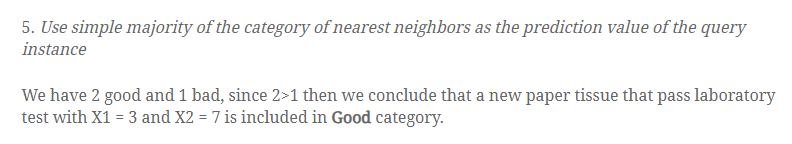 5. Use simple majority of the category of nearest neighbors as the prediction value of the query
instance
We have 2 good and 1 bad, since 2>1 then we conclude that a new paper tissue that pass laboratory
test with X1 = 3 and X2 = 7 is included in Good category.